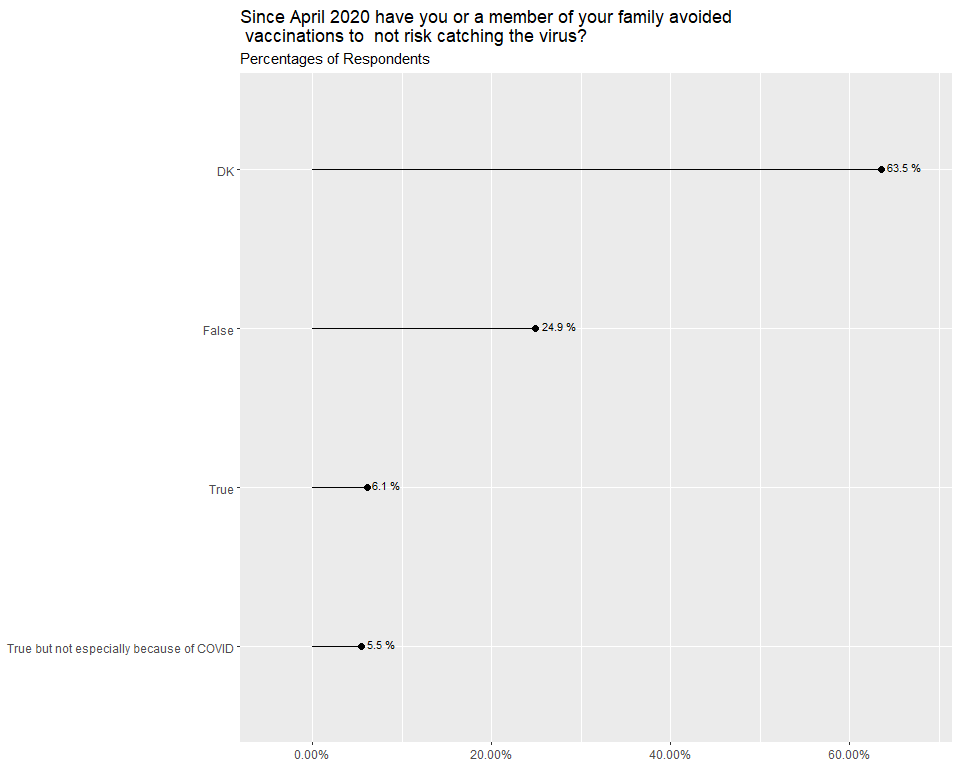 Since April 2020 have you or a member of your family avoided
vaccinations to  not risk catching the virus?
Percentages of Respondents
DK
63.5 %
False
24.9 %
True
6.1 %
True but not especially because of COVID
5.5 %
0.00%
20.00%
40.00%
60.00%